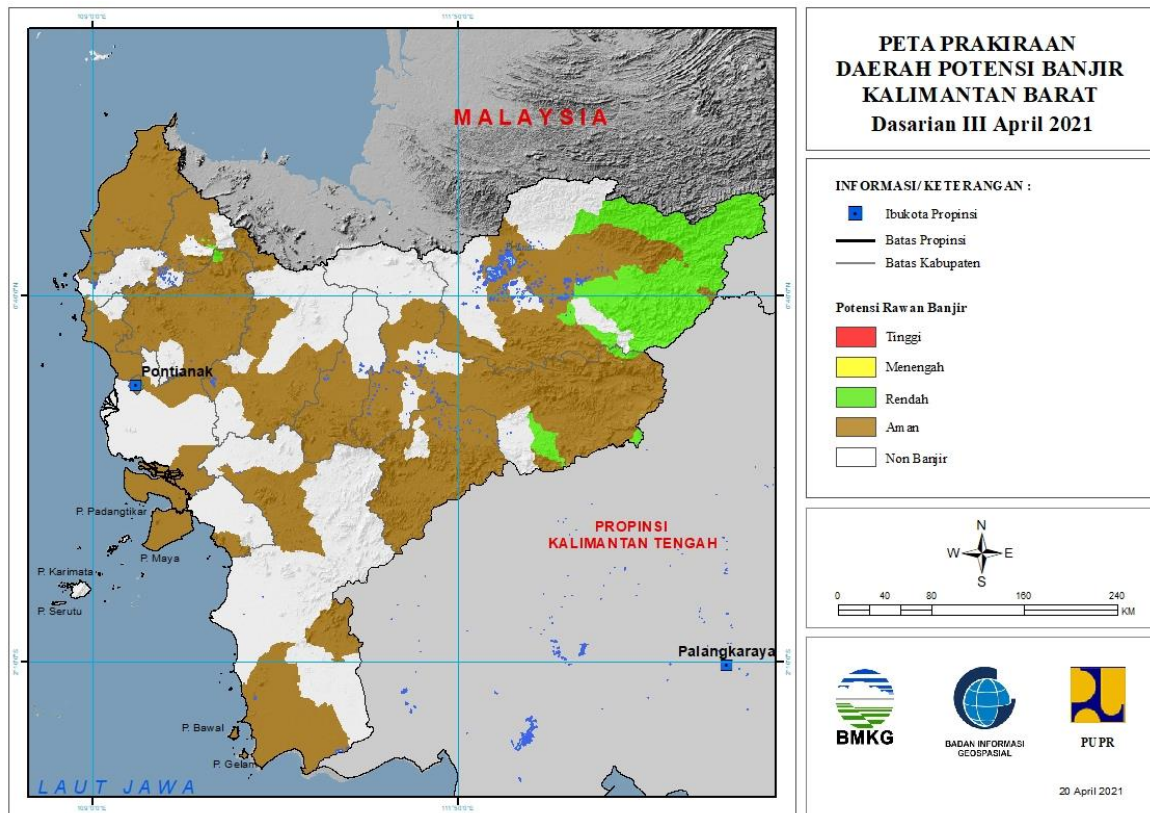 PETA PRAKIRAAN
DAERAH POTENSI BANJIR
KALIMANTAN BARAT
Dasarian III April 2021
INFORMASI/ KETERANGAN :
Ibukota Propinsi
Batas Propinsi
Batas Kabupaten
Potensi Rawan Banjir
Tinggi
Menengah
Rendah
Aman
Non Banjir
N
W E
S
0 40 80 160 240
KM
BMKG
BADAN INFORMASI
GEOSPASIAL
PUPR
20 April 2021
MALAYSIA
Pontianak
P. Padangtikar
P. Maya
P. Karimata
P. Serutu
PROPINSI
KALIMANTAN TENGAH
Palangkaraya
P. Bawal
P. Gelam
LAUT JAWA